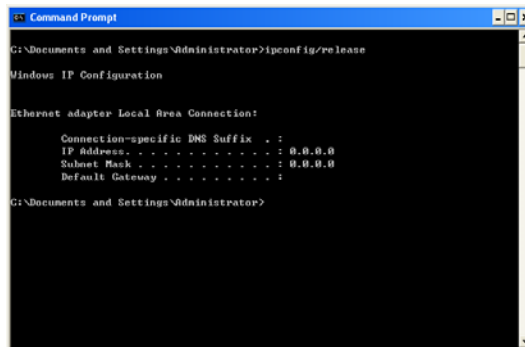 Command Prompt
C:\Documents and Settings\Administrator>ipconfig/release
Windows IP Configuration
Ethernet adapter Local Area Connection:
Connection-specific DNS Suffix . :
IP Address. . . . . . . . . . . . : 0.0.0.0
Subnet Mask . . . . . . . . . . . : 0.0.0.0
Default Gateway . . . . . . . . . :
C:\Documents and Settings\Administrator>